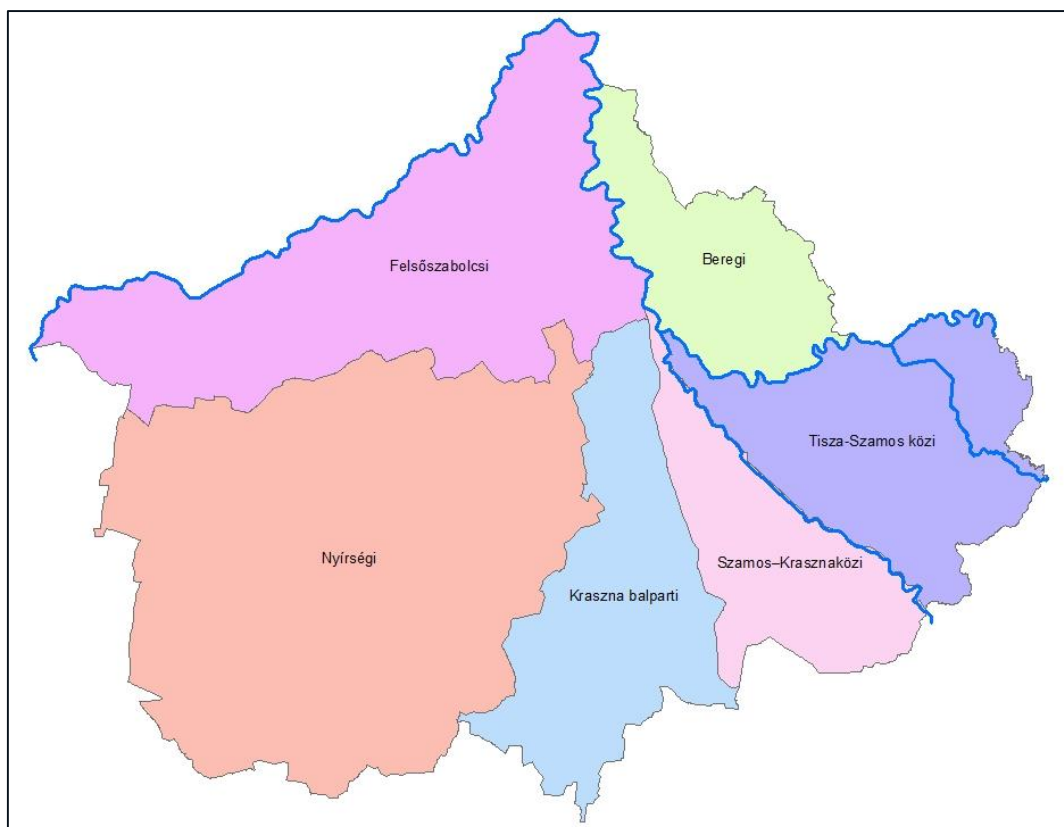 Beregi
Felsőszabolcsi
Tisza-Szamos közi
Nyírségi
Szamos–Krasznaközi
Kraszna balparti